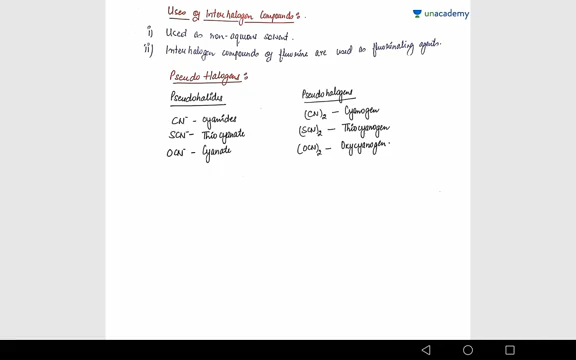 Uses of Interhalogen Compounds:
unacademy
i) Used as non-aqueous solvent.
ii) Interhalogen compounds of fluorine are used as fluorinating agents.
Pseudo Halogens:
Pseudohalides
Pseudohalogens
CN⁻ - cyanides
(CN)₂ - Cyanogen
SCN⁻ - Thiocyanate
(SCN)₂ - Thiocyanogen
OCN⁻ - Cyanate
(OCN)₂ - Oxycyanogen.